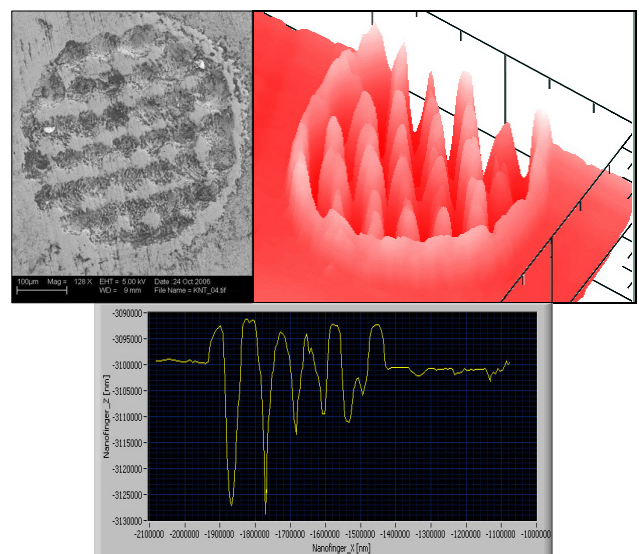 100µm Mag = 128 X EHT = 5.00 kV Date :24 Oct 2006
WD = 9 mm File Name = KNT_04.tif
-3090000
-3095000
-3100000
-3105000
-3110000
-3115000
-3120000
-3125000
-3130000
Nanofinger_Z [nm]
-2100000 -2000000 -1900000 -1800000 -1700000 -1600000 -1500000 -1400000 -1300000 -1200000 -1100000 -1000000
Nanofinger_X [nm]